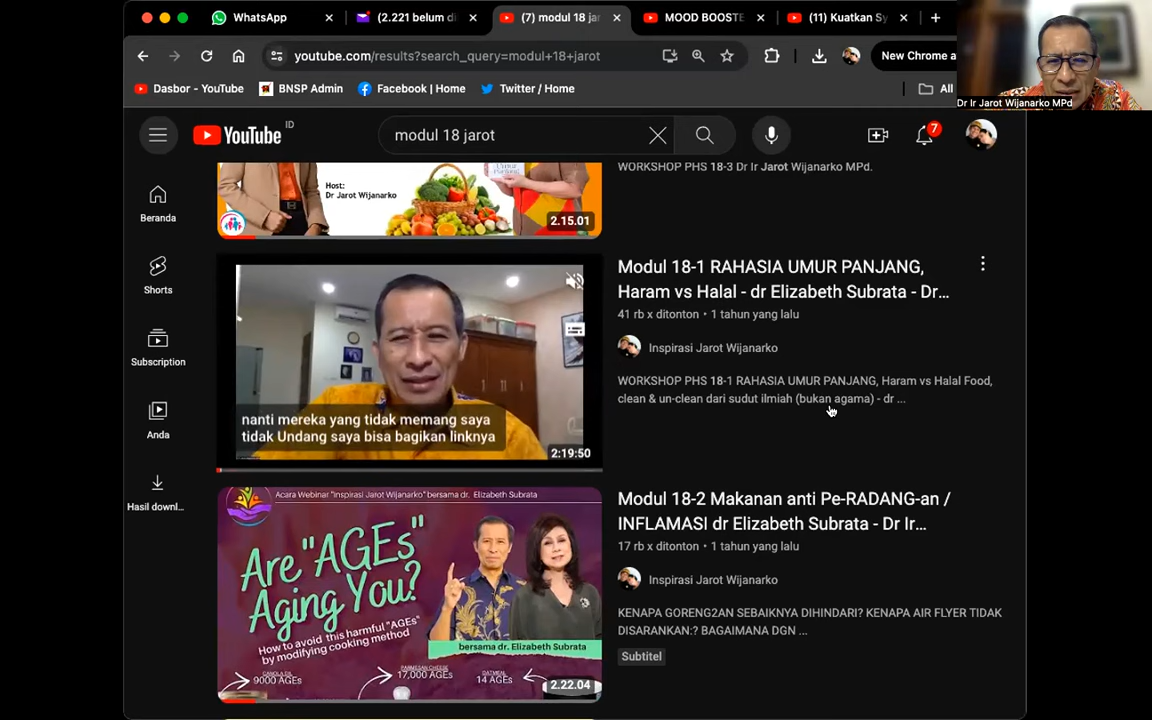 WhatsApp
(2.221 belum di
(7) modul 18 ja
MOOD BOOSTE
(11) Kuatkan Sy
youtube.com/results?search_query=modul+18+jarot
New Chrome a
Dasbor - YouTube
BNSP Admin
Facebook | Home
Twitter / Home
All
Dr Ir Jarot Wijanarko MPd
YouTube ID
modul 18 jarot
7
Beranda
Shorts
Subscription
Anda
Hasil downl...
Host:
Dr Jarot Wijanarko
2.15.01
WORKSHOP PHS 18-3 Dr Ir Jarot Wijanarko MPd.
nanti mereka yang tidak memang saya
tidak Undang saya bisa bagikan linknya
2:19:50
Modul 18-1 RAHASIA UMUR PANJANG,
Haram vs Halal - dr Elizabeth Subrata - Dr...
41 rb x ditonton • 1 tahun yang lalu
Inspirasi Jarot Wijanarko
WORKSHOP PHS 18-1 RAHASIA UMUR PANJANG, Haram vs Halal Food,
clean & un-clean dari sudut ilmiah (bukan agama) - dr ...
Acara Webinar "Inspirasi Jarot Wijanarko" bersama dr. Elizabeth Subrata
Are "AGEs"
Aging You?
How to avoid this harmful "AGEs"
by modifying cooking method
bersama dr. Elizabeth Subrata
9000 AGEs
PARMESAN CHEESE
17,000 AGEs
OATMEAL
14 AGEs
2.22.04
Modul 18-2 Makanan anti Pe-RADANG-an /
INFLAMASI dr Elizabeth Subrata - Dr Ir...
17 rb x ditonton • 1 tahun yang lalu
Inspirasi Jarot Wijanarko
KENAPA GORENG2AN SEBAIKNYA DIHINDARI? KENAPA AIR FLYER TIDAK
DISARANKAN:? BAGAIMANA DGN ...
Subtitel